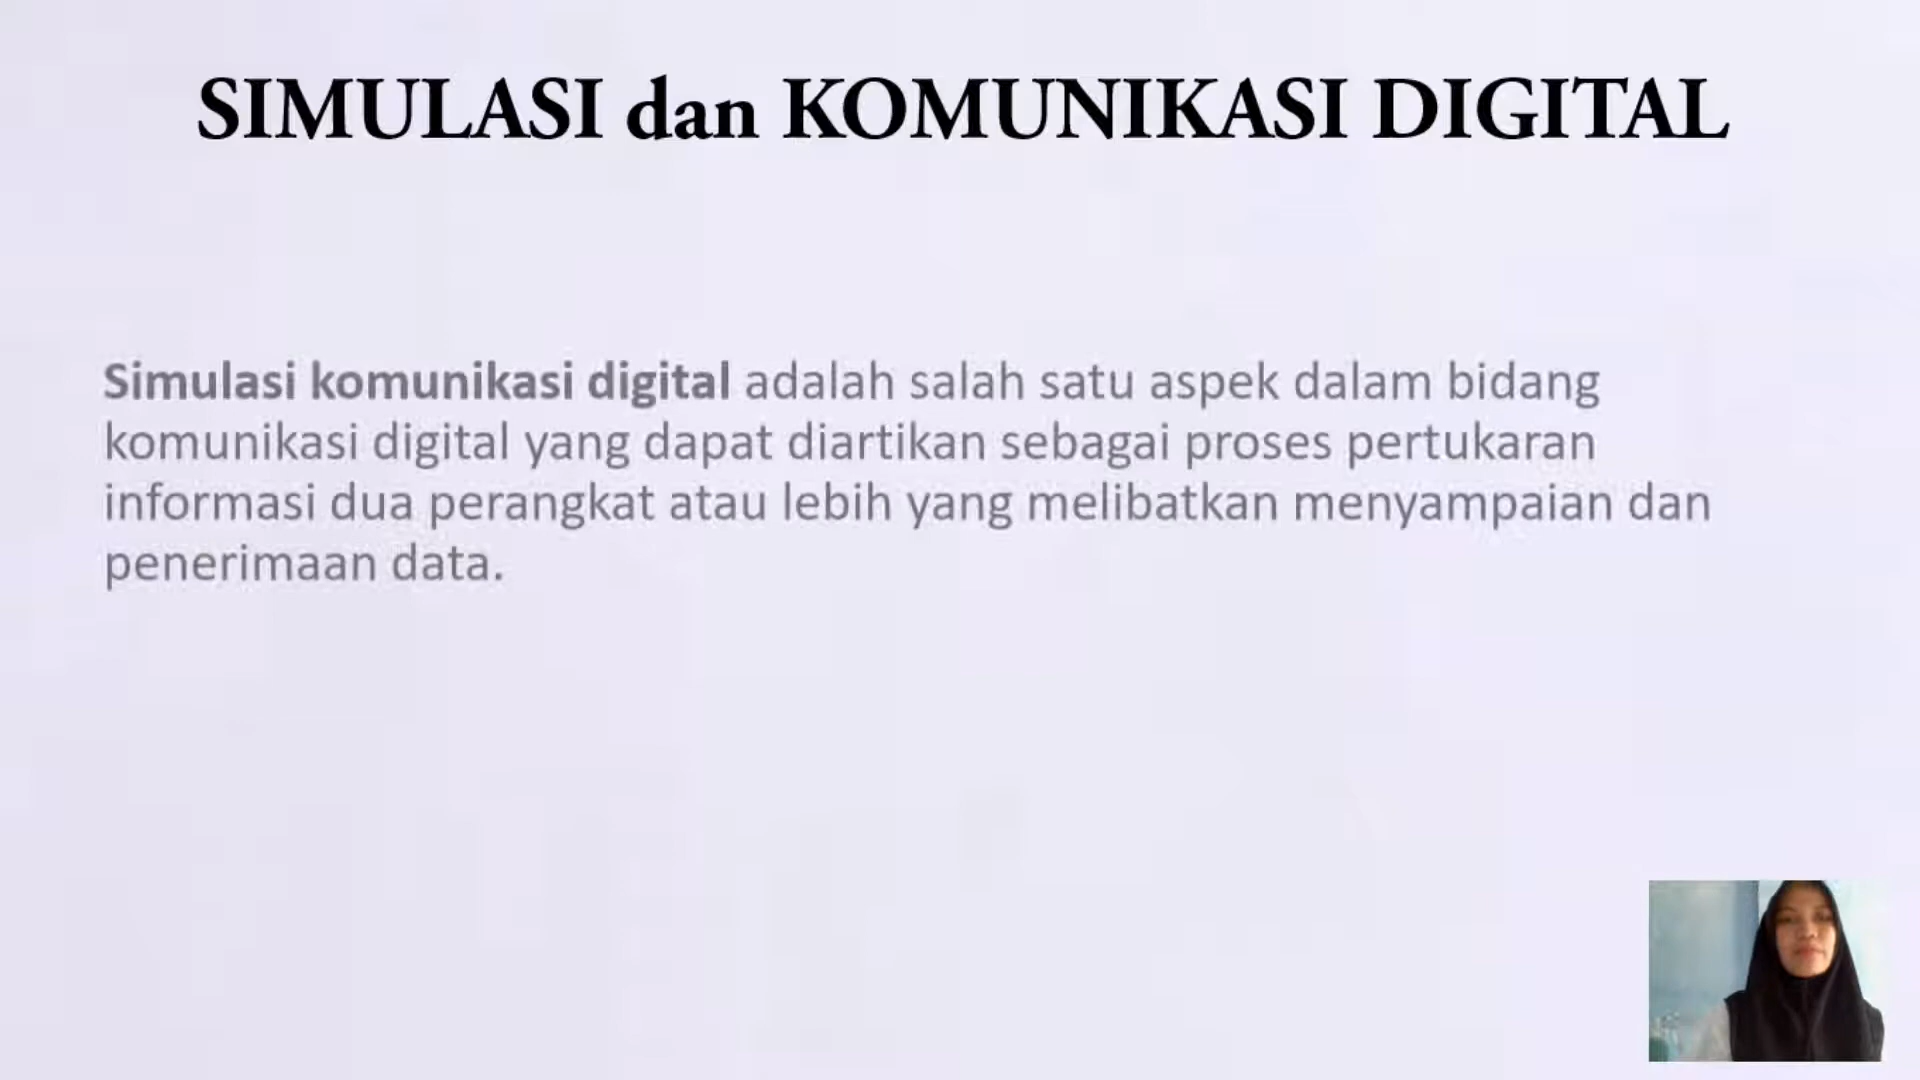 SIMULASI dan KOMUNIKASI DIGITAL
Simulasi komunikasi digital adalah salah satu aspek dalam bidang
komunikasi digital yang dapat diartikan sebagai proses pertukaran
informasi dua perangkat atau lebih yang melibatkan menyampaian dan
penerimaan data.